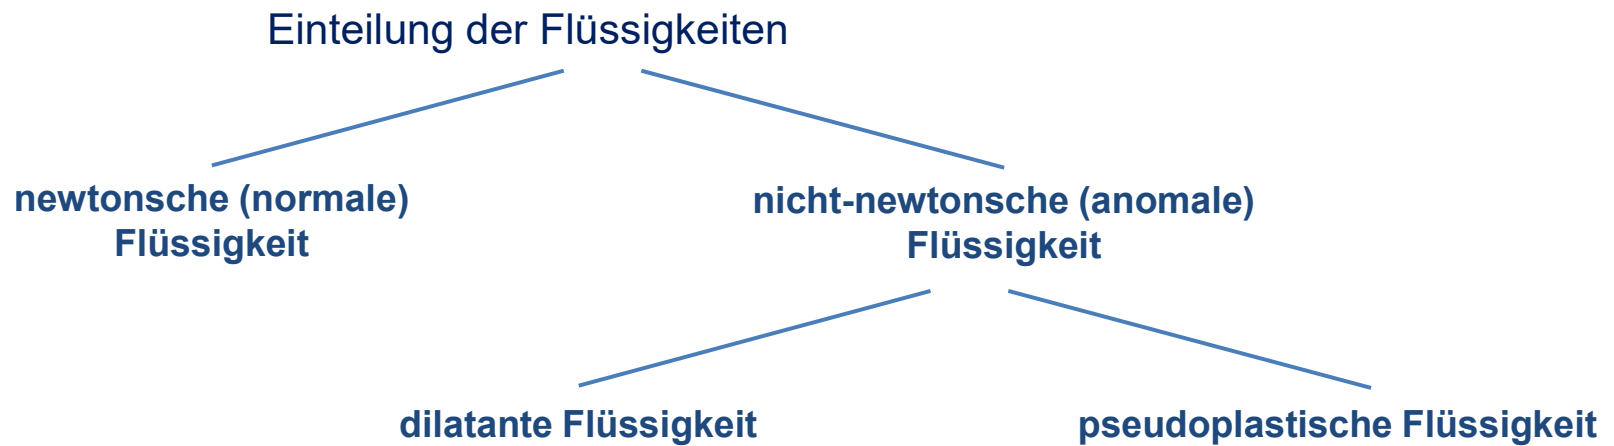 Einteilung der Flüssigkeiten
newtonsche (normale)
Flüssigkeit
nicht-newtonsche (anomale)
Flüssigkeit
dilatante Flüssigkeit
pseudoplastische Flüssigkeit